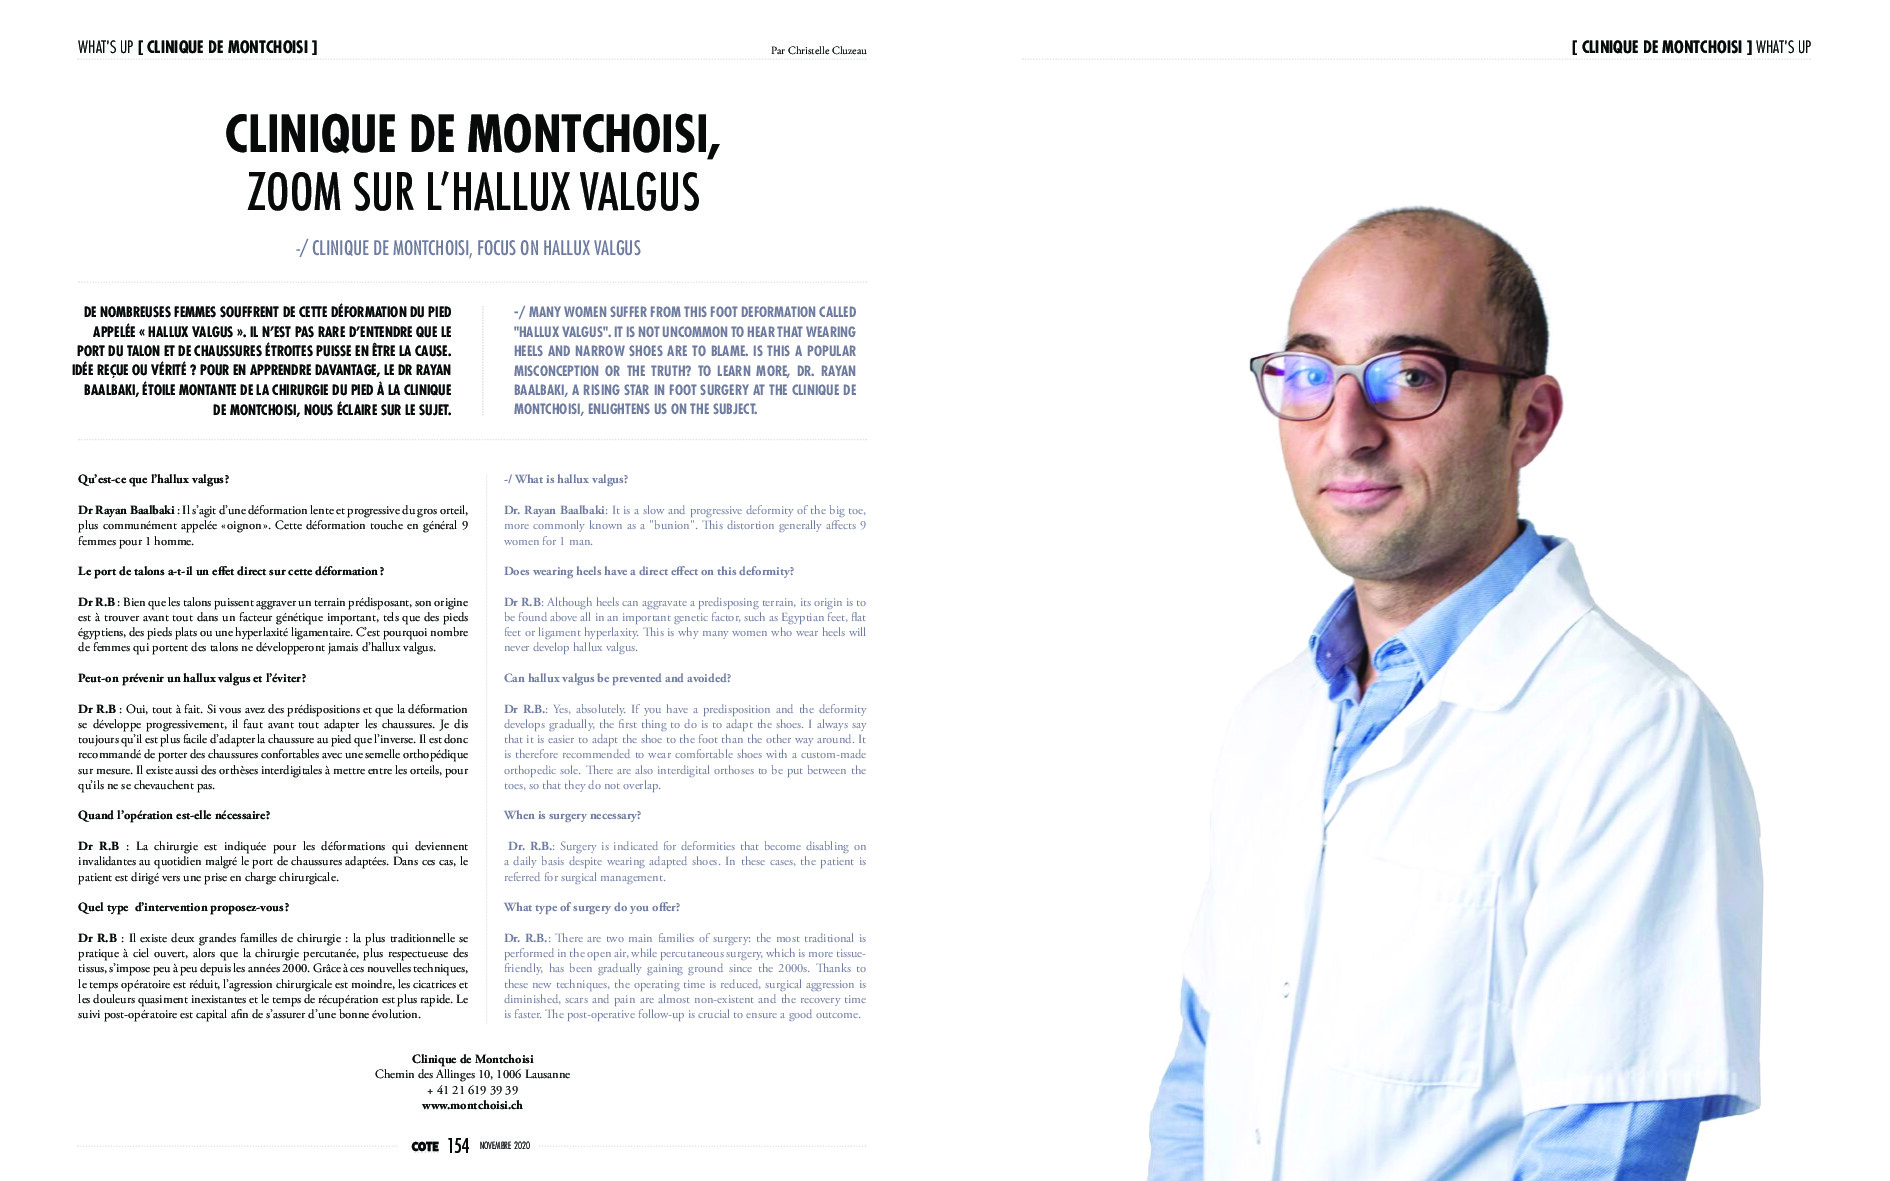 WHAT'S UP [ CLINIQUE DE MONTCHOISI ]
Par Christelle Cluzeau
[ CLINIQUE DE MONTCHOISI ] WHAT'S UP
CLINIQUE DE MONTCHOISI,
ZOOM SUR L'HALLUX VALGUS
-/ CLINIQUE DE MONTCHOISI, FOCUS ON HALLUX VALGUS
DE NOMBREUSES FEMMES SOUFFRENT DE CETTE DÉFORMATION DU PIED
APPELÉE « HALLUX VALGUS ». IL N'EST PAS RARE D'ENTENDRE QUE LE
PORT DU TALON ET DE CHAUSSURES ÉTROITES PUISSE EN ÊTRE LA CAUSE.
IDÉE REÇUE OU VÉRITÉ ? POUR EN APPRENDRE DAVANTAGE, LE DR RAYAN
BAALBAKI, ÉTOILE MONTANTE DE LA CHIRURGIE DU PIED À LA CLINIQUE
DE MONTCHOISI, NOUS ÉCLAIRE SUR LE SUJET.
-/ MANY WOMEN SUFFER FROM THIS FOOT DEFORMATION CALLED
"HALLUX VALGUS". IT IS NOT UNCOMMON TO HEAR THAT WEARING
HEELS AND NARROW SHOES ARE TO BLAME. IS THIS A POPULAR
MISCONCEPTION OR THE TRUTH? TO LEARN MORE, DR. RAYAN
BAALBAKI, A RISING STAR IN FOOT SURGERY AT THE CLINIQUE DE
MONTCHOISI, ENLIGHTENS US ON THE SUBJECT.
Qu'est-ce que l'hallux valgus ?
Dr Rayan Baalbaki : Il s'agit d'une déformation lente et progressive du gros orteil,
plus communément appelée «oignon». Cette déformation touche en général 9
femmes pour 1 homme.
Le port de talons a-t-il un effet direct sur cette déformation ?
Dr R.B : Bien que les talons puissent aggraver un terrain prédisposant, son origine
est à trouver avant tout dans un facteur génétique important, tels que des pieds
égyptiens, des pieds plats ou une hyperlaxité ligamentaire. C'est pourquoi nombre
de femmes qui portent des talons ne développeront jamais d'hallux valgus.
Peut-on prévenir un hallux valgus et l'éviter ?
Dr R.B : Oui, tout à fait. Si vous avez des prédispositions et que la déformation
se développe progressivement, il faut avant tout adapter les chaussures. Je dis
toujours qu'il est plus facile d'adapter la chaussure au pied que l'inverse. Il est donc
recommandé de porter des chaussures confortables avec une semelle orthopédique
sur mesure. Il existe aussi des orthèses interdigitales à mettre entre les orteils, pour
qu'ils ne se chevauchent pas.
Quand l'opération est-elle nécessaire ?
Dr R.B : La chirurgie est indiquée pour les déformations qui deviennent
invalidantes au quotidien malgré le port de chaussures adaptées. Dans ces cas, le
patient est dirigé vers une prise en charge chirurgicale.
Quel type d'intervention proposez-vous ?
Dr R.B : Il existe deux grandes familles de chirurgie : la plus traditionnelle se
pratique à ciel ouvert, alors que la chirurgie percutanée, plus respectueuse des
tissus, s'impose peu à peu depuis les années 2000. Grâce à ces nouvelles techniques,
le temps opératoire est réduit, l'agression chirurgicale est moindre, les cicatrices et
les douleurs quasiment inexistantes et le temps de récupération est plus rapide. Le
suivi post-opératoire est capital afin de s'assurer d'une bonne évolution.
-/ What is hallux valgus?
Dr. Rayan Baalbaki: It is a slow and progressive deformity of the big toe,
more commonly known as a "bunion". This distortion generally affects 9
women for 1 man.
Does wearing heels have a direct effect on this deformity?
Dr R.B: Although heels can aggravate a predisposing terrain, its origin is to
be found above all in an important genetic factor, such as Egyptian feet, flat
feet or ligament hyperlaxity. This is why many women who wear heels will
never develop hallux valgus.
Can hallux valgus be prevented and avoided?
Dr R.B.: Yes, absolutely. If you have a predisposition and the deformity
develops gradually, the first thing to do is to adapt the shoes. I always say
that it is easier to adapt the shoe to the foot than the other way around. It
is therefore recommended to wear comfortable shoes with a custom-made
orthopedic sole. There are also interdigital orthoses to be put between the
toes, so that they do not overlap.
When is surgery necessary?
Dr. R.B.: Surgery is indicated for deformities that become disabling on
a daily basis despite wearing adapted shoes. In these cases, the patient is
referred for surgical management.
What type of surgery do you offer?
Dr. R.B.: There are two main families of surgery: the most traditional is
performed in the open air, while percutaneous surgery, which is more tissue-
friendly, has been gradually gaining ground since the 2000s. Thanks to
these new techniques, the operating time is reduced, surgical aggression is
diminished, scars and pain are almost non-existent and the recovery time
is faster. The post-operative follow-up is crucial to ensure a good outcome.
Clinique de Montchoisi
Chemin des Allinges 10, 1006 Lausanne
+ 41 21 619 39 39
www.montchoisi.ch
COTE 154 NOVEMBRE 2020